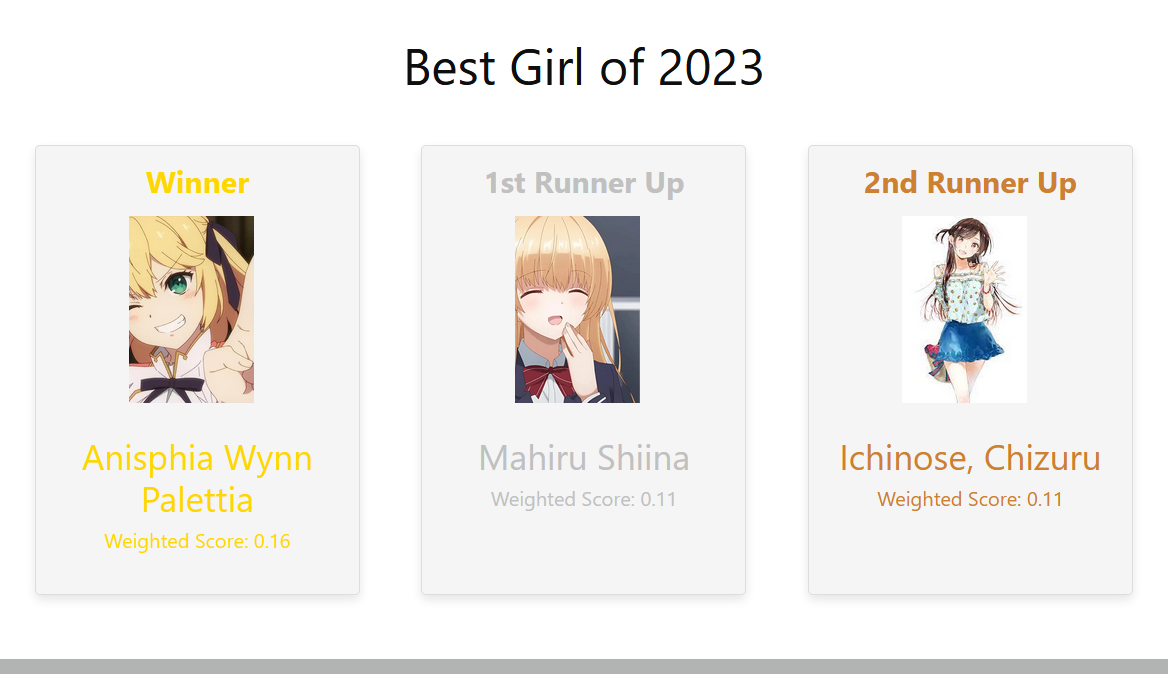 Best Girl of 2023
Winner
Anisphia Wynn
Palettia
Weighted Score: 0.16
1st Runner Up
Mahiru Shiina
Weighted Score: 0.11
2nd Runner Up
Ichinose, Chizuru
Weighted Score: 0.11